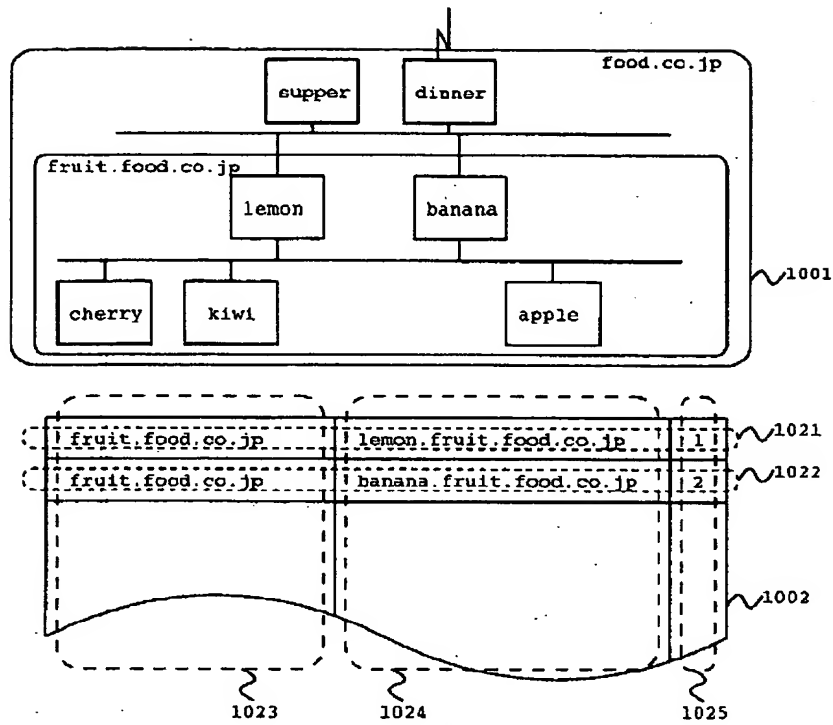 food.co.jp
supper dinner
fruit.food.co.jp
lemon banana
1001
cherry kiwi apple
fruit.food.co.jp lemon.fruit.food.co.jp 1 1021
fruit.food.co.jp banana.fruit.food.co.jp 2 1022
1002
1023 1024 1025